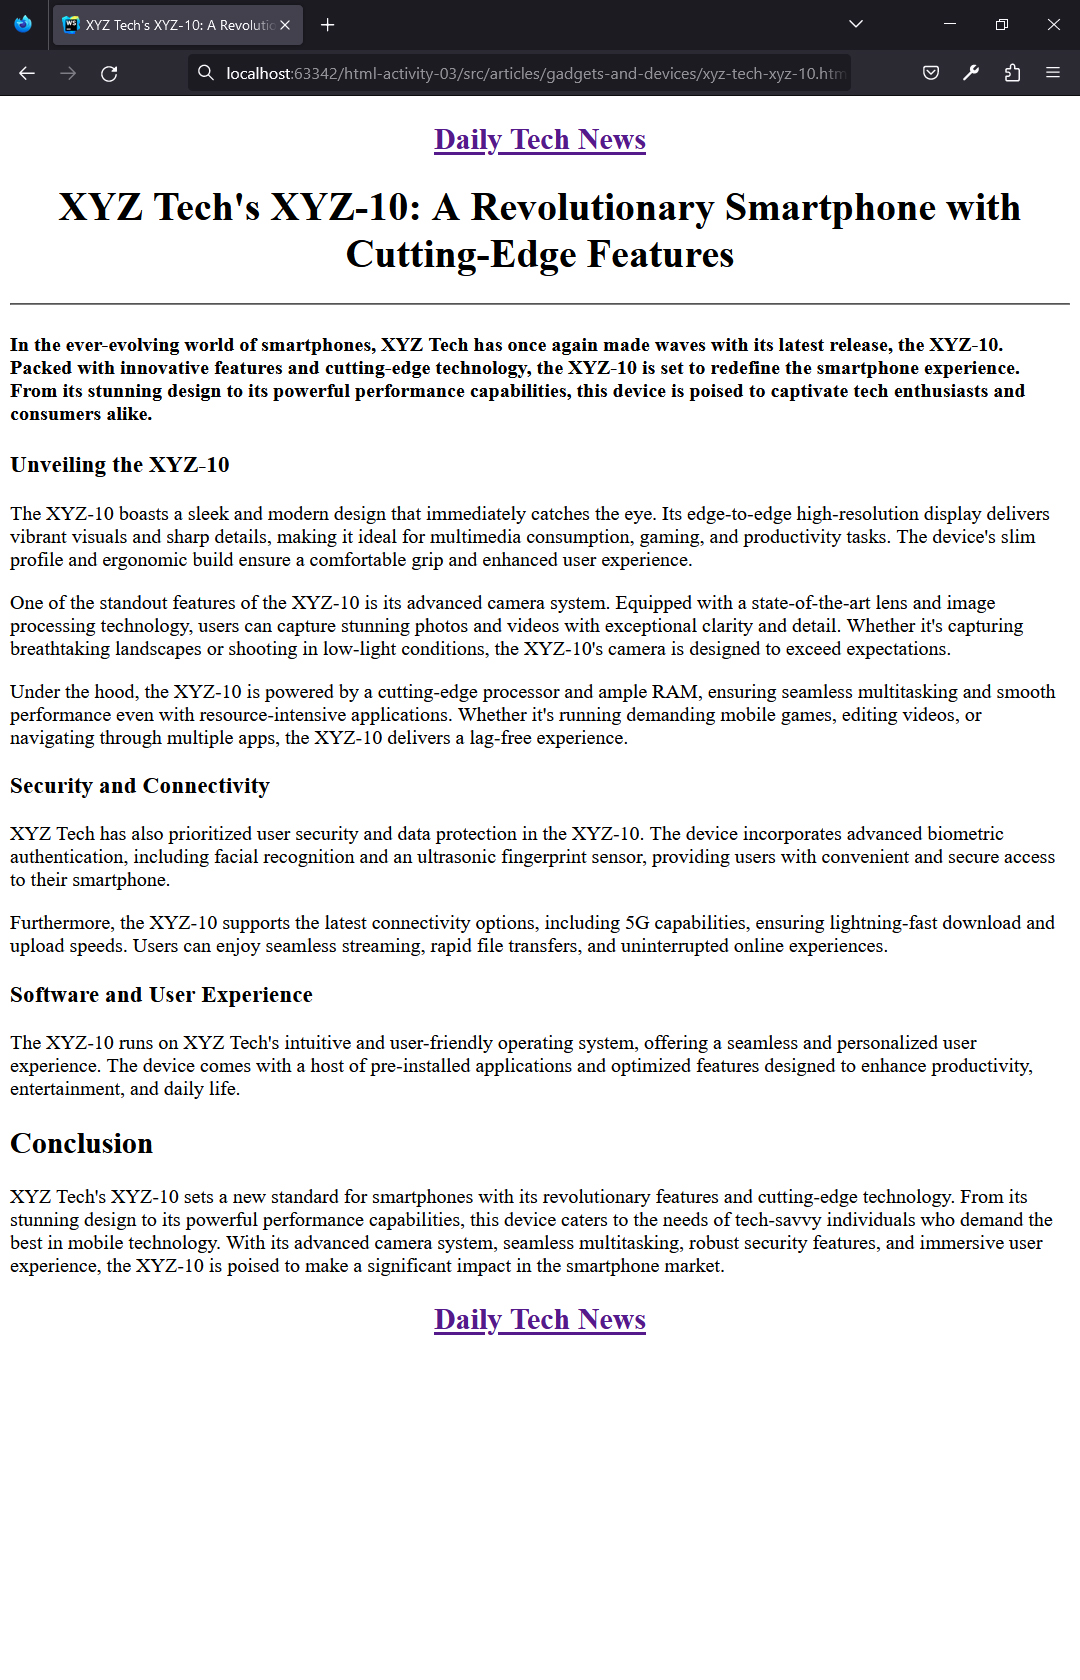 XYZ Tech's XYZ-10: A Revolutio
localhost:63342/html-activity-03/src/articles/gadgets-and-devices/xyz-tech-xyz-10.htm
Daily Tech News
XYZ Tech's XYZ-10: A Revolutionary Smartphone with
Cutting-Edge Features
In the ever-evolving world of smartphones, XYZ Tech has once again made waves with its latest release, the XYZ-10.
Packed with innovative features and cutting-edge technology, the XYZ-10 is set to redefine the smartphone experience.
From its stunning design to its powerful performance capabilities, this device is poised to captivate tech enthusiasts and
consumers alike.
Unveiling the XYZ-10
The XYZ-10 boasts a sleek and modern design that immediately catches the eye. Its edge-to-edge high-resolution display delivers
vibrant visuals and sharp details, making it ideal for multimedia consumption, gaming, and productivity tasks. The device's slim
profile and ergonomic build ensure a comfortable grip and enhanced user experience.
One of the standout features of the XYZ-10 is its advanced camera system. Equipped with a state-of-the-art lens and image
processing technology, users can capture stunning photos and videos with exceptional clarity and detail. Whether it's capturing
breathtaking landscapes or shooting in low-light conditions, the XYZ-10's camera is designed to exceed expectations.
Under the hood, the XYZ-10 is powered by a cutting-edge processor and ample RAM, ensuring seamless multitasking and smooth
performance even with resource-intensive applications. Whether it's running demanding mobile games, editing videos, or
navigating through multiple apps, the XYZ-10 delivers a lag-free experience.
Security and Connectivity
XYZ Tech has also prioritized user security and data protection in the XYZ-10. The device incorporates advanced biometric
authentication, including facial recognition and an ultrasonic fingerprint sensor, providing users with convenient and secure access
to their smartphone.
Furthermore, the XYZ-10 supports the latest connectivity options, including 5G capabilities, ensuring lightning-fast download and
upload speeds. Users can enjoy seamless streaming, rapid file transfers, and uninterrupted online experiences.
Software and User Experience
The XYZ-10 runs on XYZ Tech's intuitive and user-friendly operating system, offering a seamless and personalized user
experience. The device comes with a host of pre-installed applications and optimized features designed to enhance productivity,
entertainment, and daily life.
Conclusion
XYZ Tech's XYZ-10 sets a new standard for smartphones with its revolutionary features and cutting-edge technology. From its
stunning design to its powerful performance capabilities, this device caters to the needs of tech-savvy individuals who demand the
best in mobile technology. With its advanced camera system, seamless multitasking, robust security features, and immersive user
experience, the XYZ-10 is poised to make a significant impact in the smartphone market.
Daily Tech News